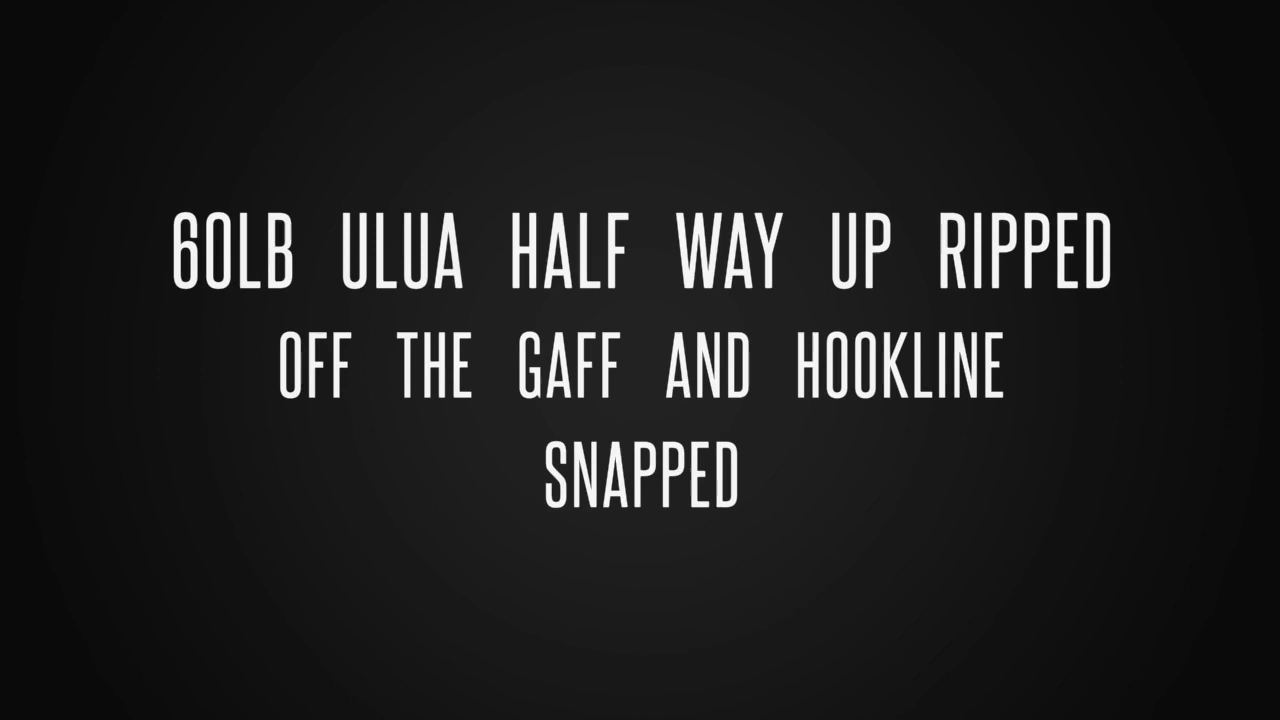 60LB ULUA HALF WAY UP RIPPED
OFF THE GAFF AND HOOKLINE
SNAPPED